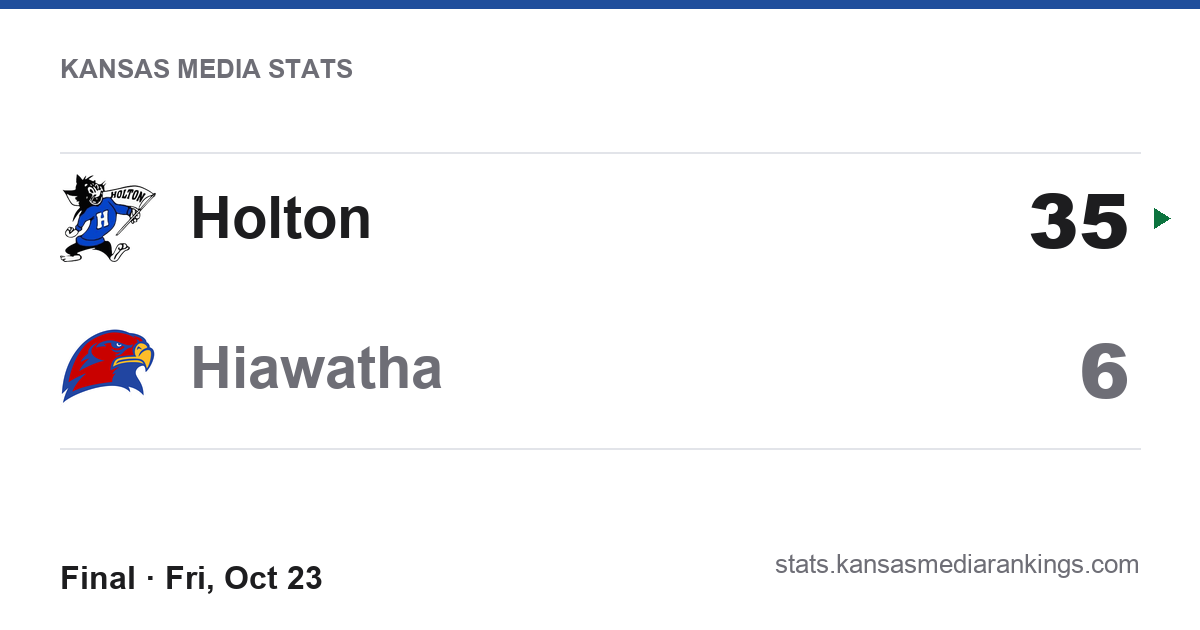 KANSAS MEDIA STATS
HOLTON
H
Holton
35
Hiawatha
6
Final · Fri, Oct 23
stats.kansasmediarankings.com